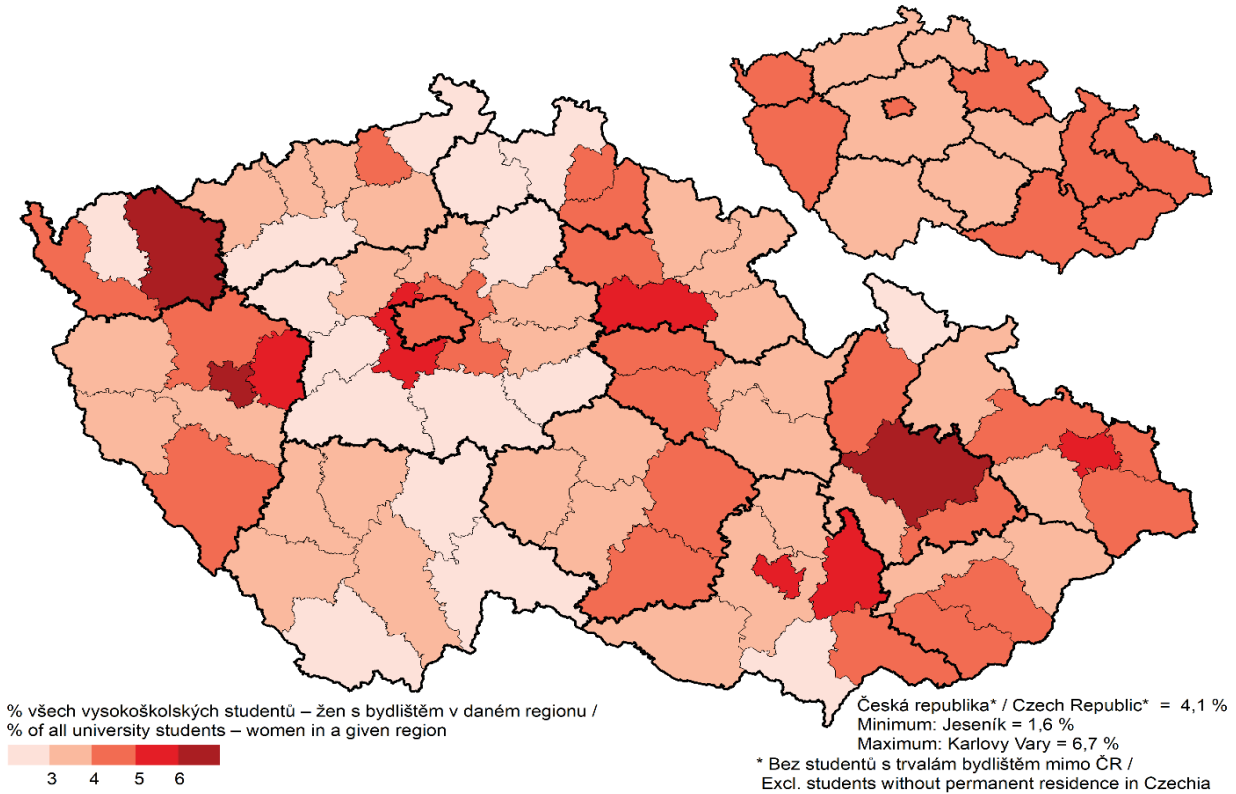 % všech vysokoškolských studentů – žen s bydlištěm v daném regionu /
% of all university students – women in a given region
3 4 5 6
Česká republika* / Czech Republic* = 4,1 %
Minimum: Jeseník = 1,6 %
Maximum: Karlovy Vary = 6,7 %
* Bez studentů s trvalám bydlištěm mimo ČR /
Excl. students without permanent residence in Czechia